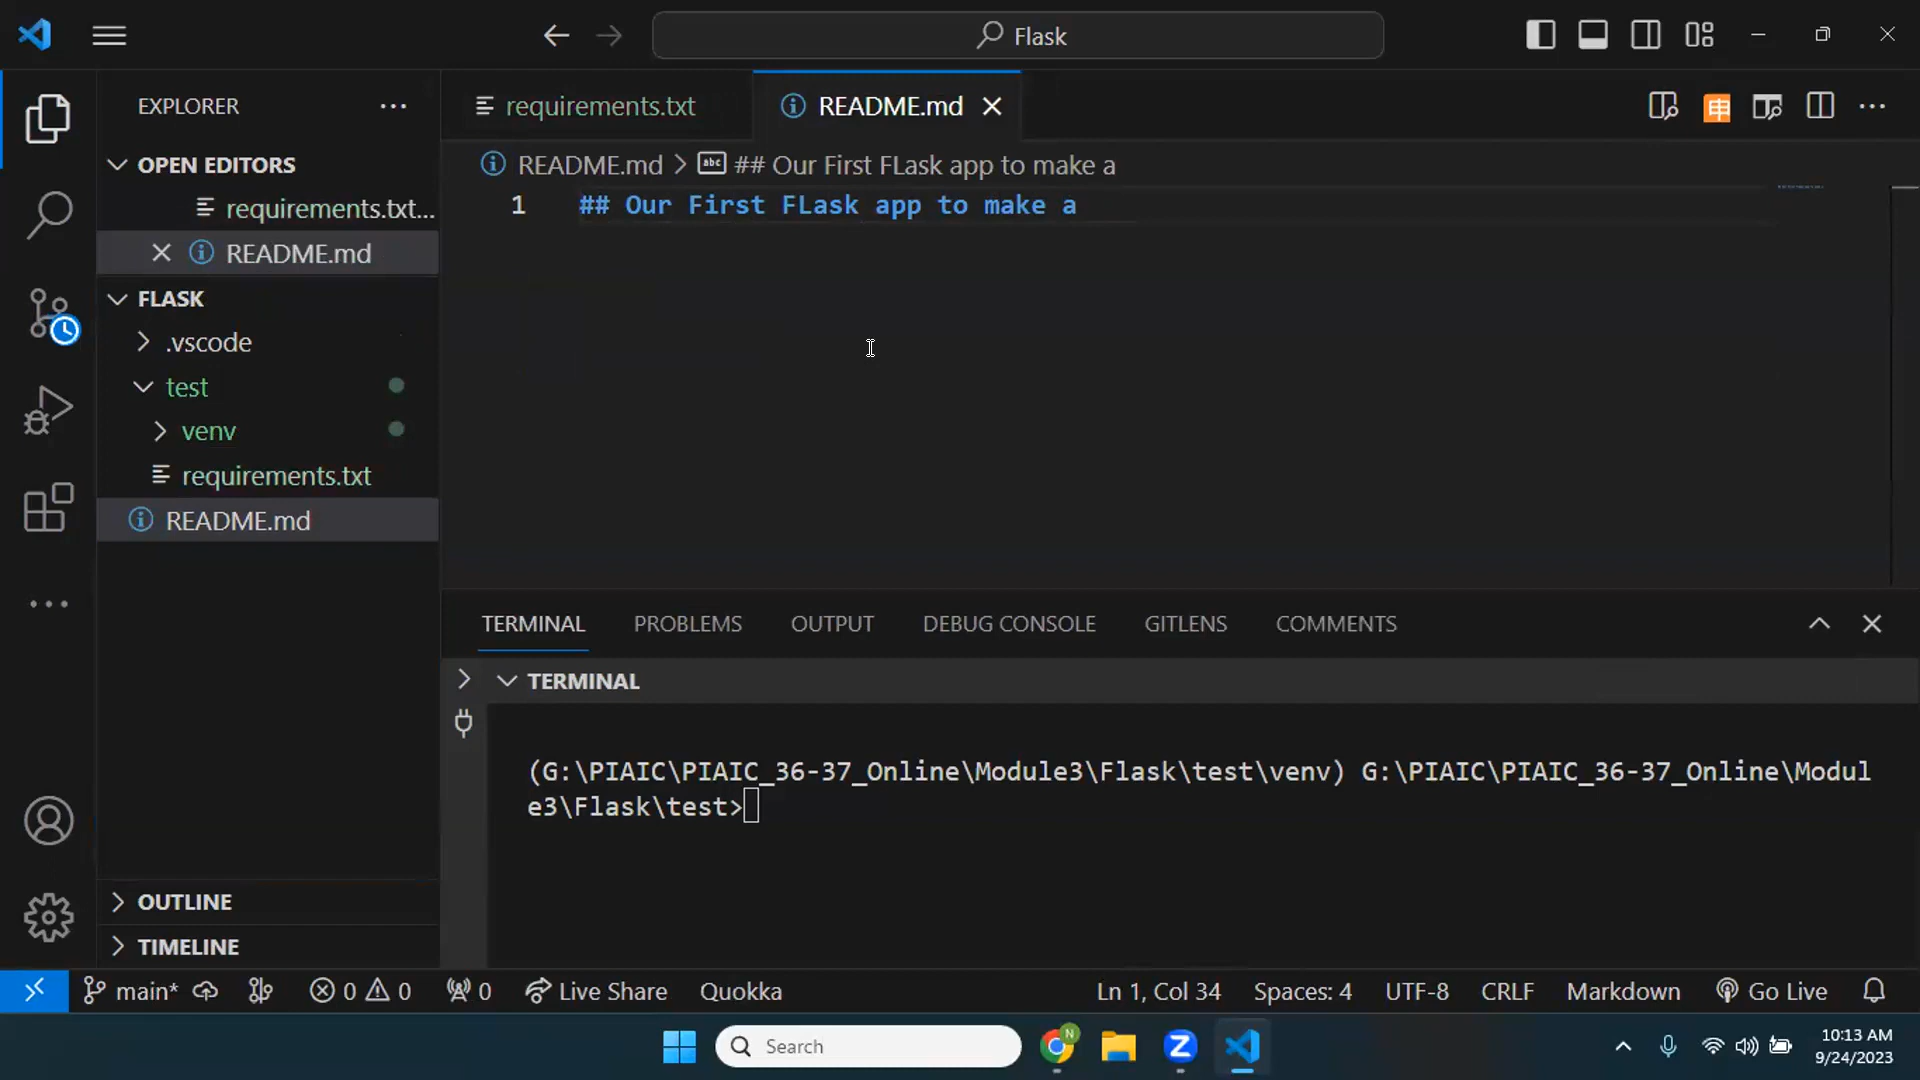 Flask
EXPLORER
OPEN EDITORS
requirements.txt...
README.md
FLASK
.vscode
test
venv
requirements.txt
README.md
OUTLINE
TIMELINE
requirements.txt
README.md
README.md > abc ## Our First FLask app to make a
1 ## Our First FLask app to make a
TERMINAL PROBLEMS OUTPUT DEBUG CONSOLE GITLENS COMMENTS
TERMINAL
(G:\PIAIC\PIAIC_36-37_Online\Module3\Flask\test\venv) G:\PIAIC\PIAIC_36-37_Online\Modul
e3\Flask\test>
main* 0 0 0 Live Share Quokka Ln 1, Col 34 Spaces: 4 UTF-8 CRLF Markdown Go Live
Search
N
Z
10:13 AM
9/24/2023